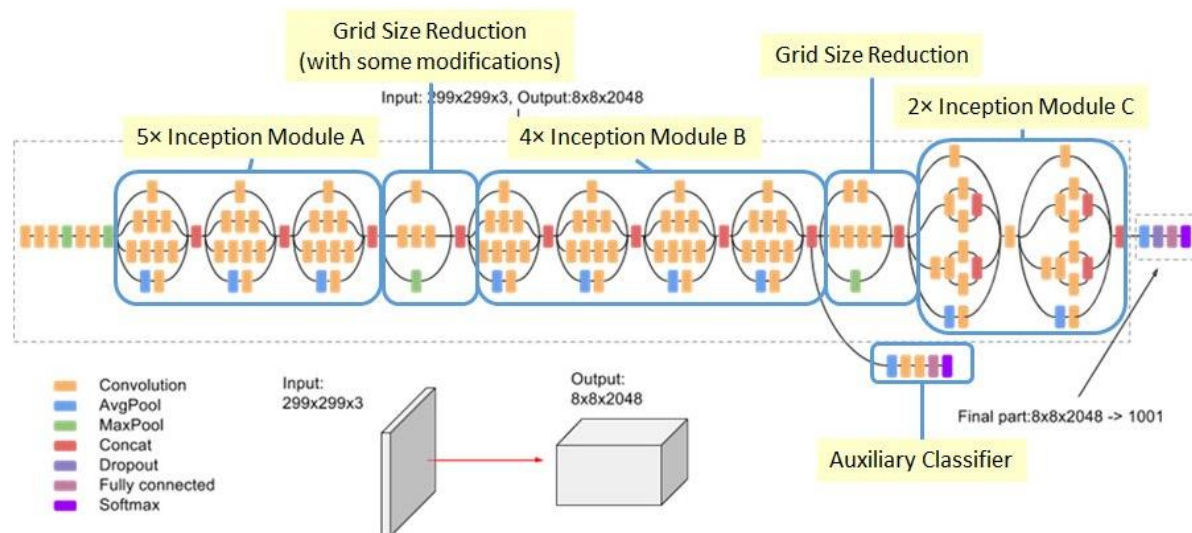 Grid Size Reduction
(with some modifications)
Grid Size Reduction
Input: 299x299x3, Output:8x8x2048
2× Inception Module C
5× Inception Module A
4× Inception Module B
Convolution
AvgPool
MaxPool
Concat
Dropout
Fully connected
Softmax
Input:
299x299x3
Output:
8x8x2048
Final part:8x8x2048 -> 1001
Auxiliary Classifier